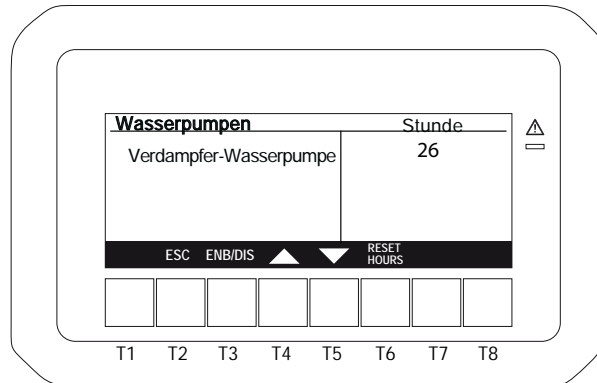 Wasserpumpen Stunde
Verdampfer-Wasserpumpe 26
ESC ENB/DIS RESET HOURS
T1 T2 T3 T4 T5 T6 T7 T8